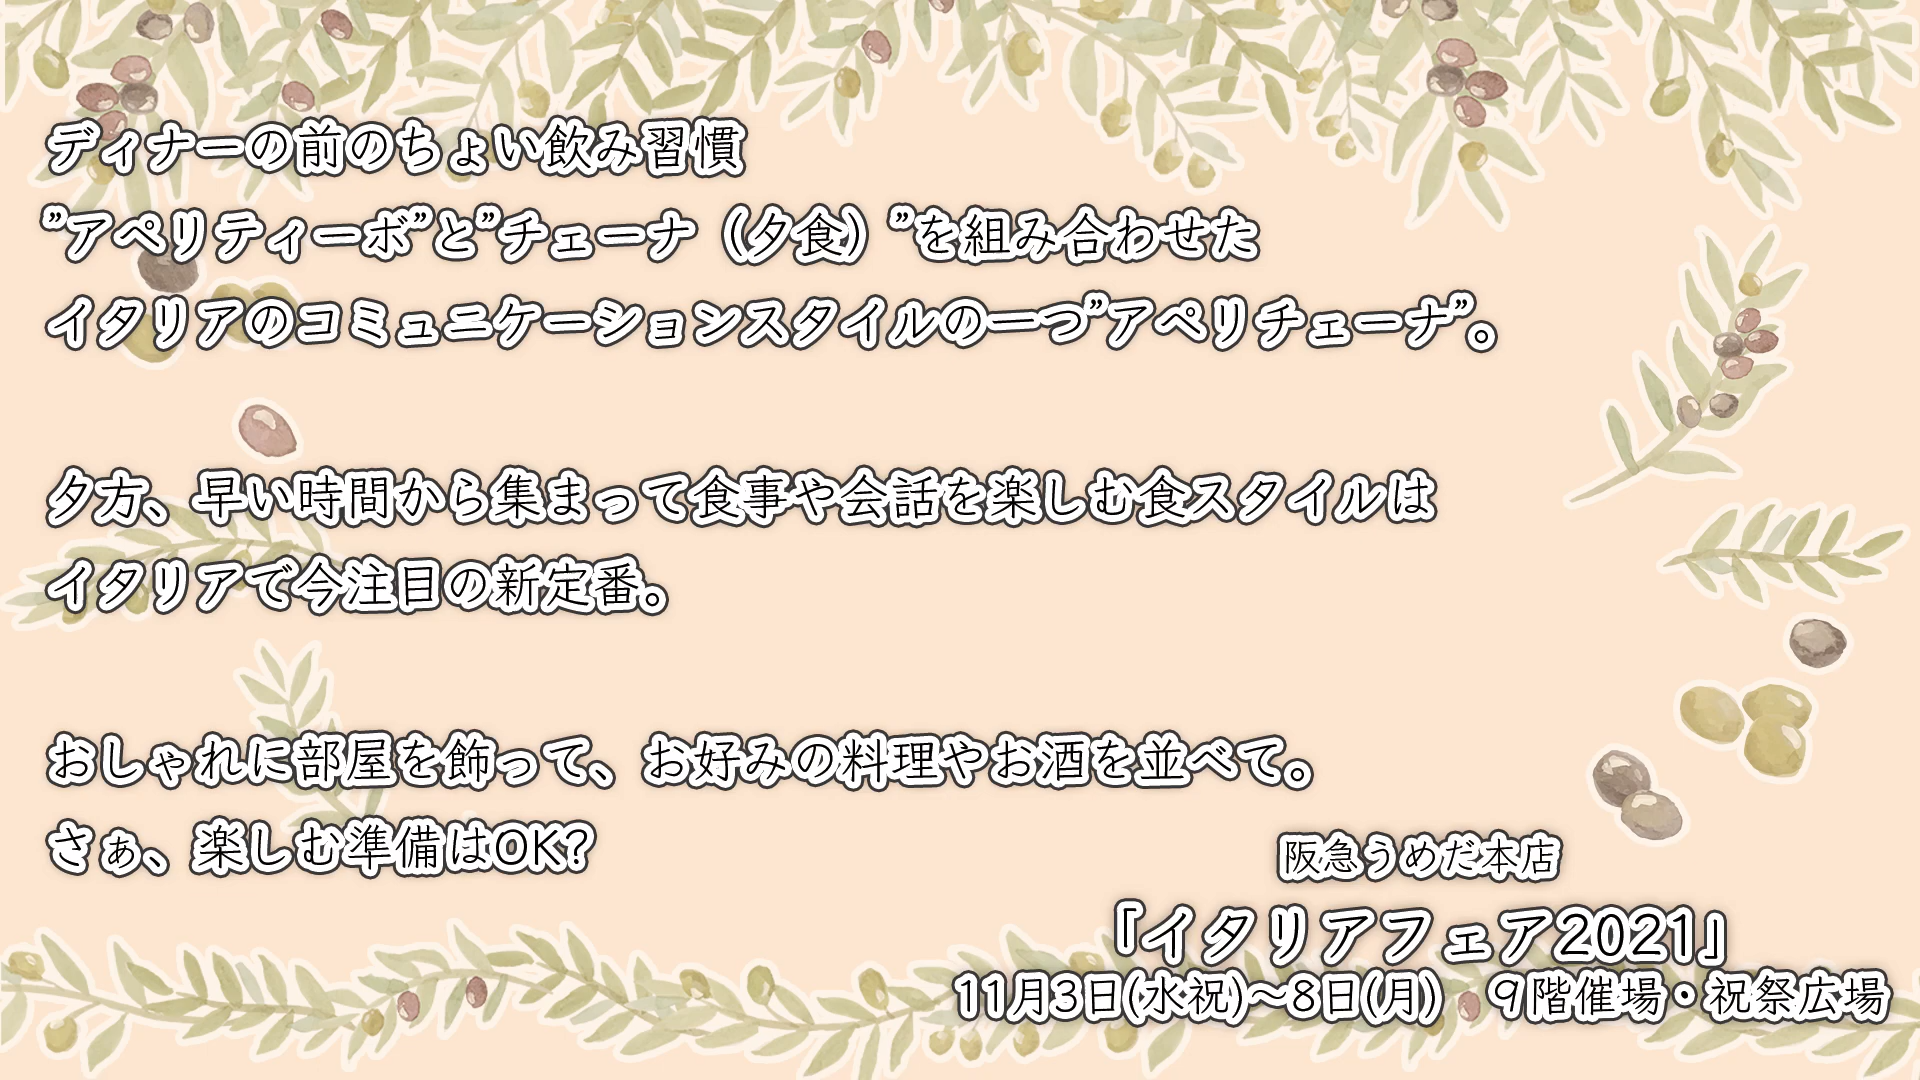 ディナーの前のちょい飲み習慣
”アペリティーボ”と”チェーナ（夕食）”を組み合わせた
イタリアのコミュニケーションスタイルの一つ”アペリチェーナ”。
夕方、早い時間から集まって食事や会話を楽しむ食スタイルは
イタリアで今注目の新定番。
おしゃれに部屋を飾って、お好みの料理やお酒を並べて。
さぁ、楽しむ準備はOK?
阪急うめだ本店
「イタリアフェア2021」
11月3日(水祝)～8日(月)　9階催場・祝祭広場